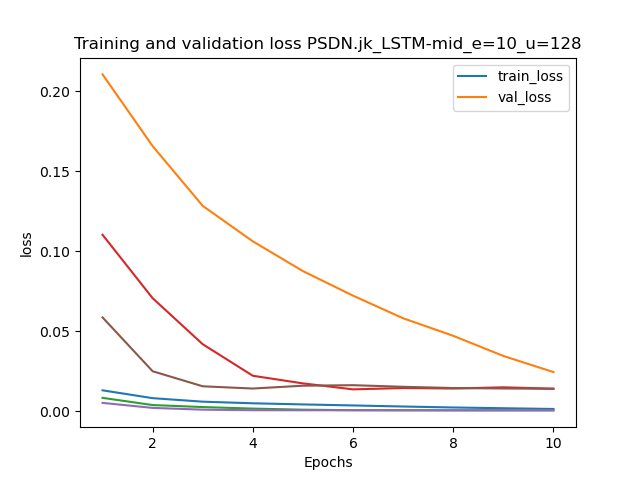 Training and validation loss PSDN.jk_LSTM-mid_e=10_u=128
train_loss
val_loss
0.20
0.15
0.10
0.05
0.00
loss
2
4
6
8
10
Epochs